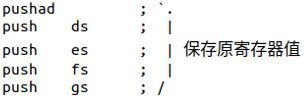 pushad          ; `.
push    ds      ;  |
push    es      ;  | 保存原寄存器值
push    fs      ;  |
push    gs      ; /